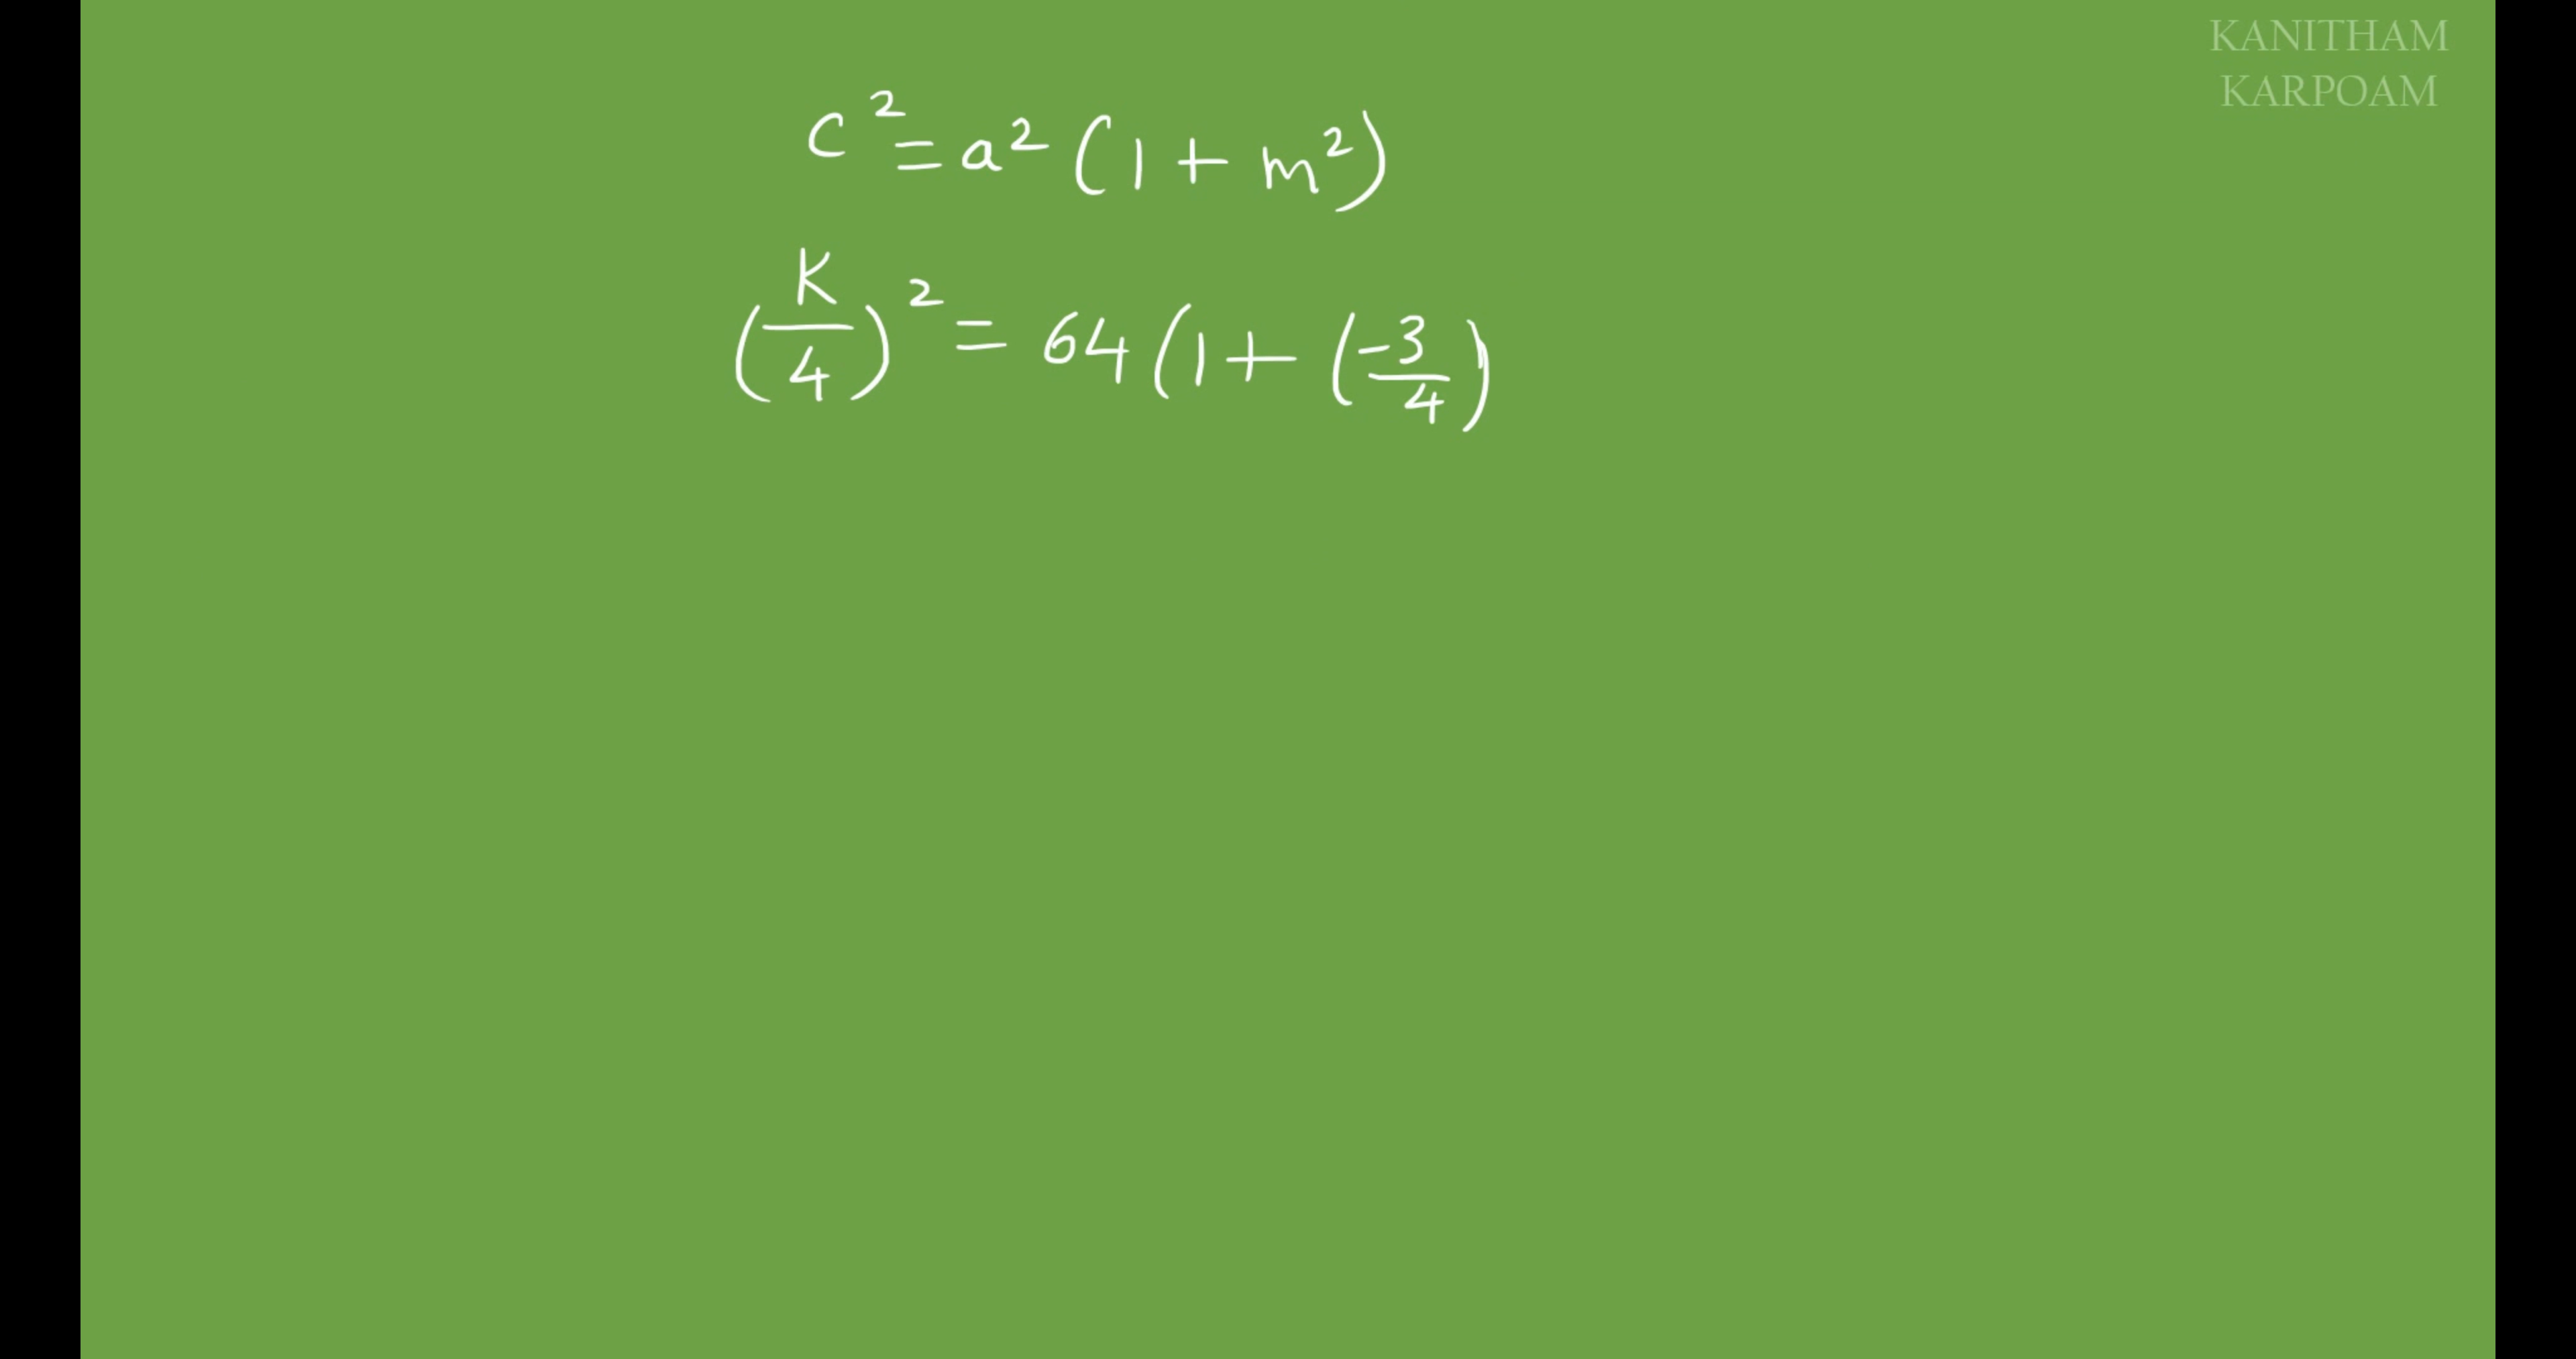 KANITHAM
KARPOAM
c² = a² (1 + m²)
(K/4)² = 64 (1 + (-3/4)